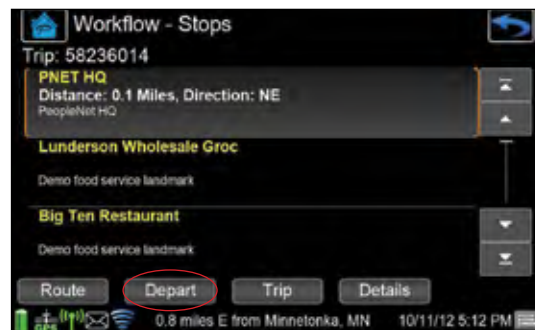 Workflow - Stops
Trip: 58236014
PNET HQ
Distance: 0.1 Miles, Direction: NE
PeopleNet HQ
Lunderson Wholesale Groc
Demo food service landmark
Big Ten Restaurant
Demo food service landmark
Route Depart Trip Details
GPS 0.8 miles E from Minnetonka, MN 10/11/12 5:12 PM